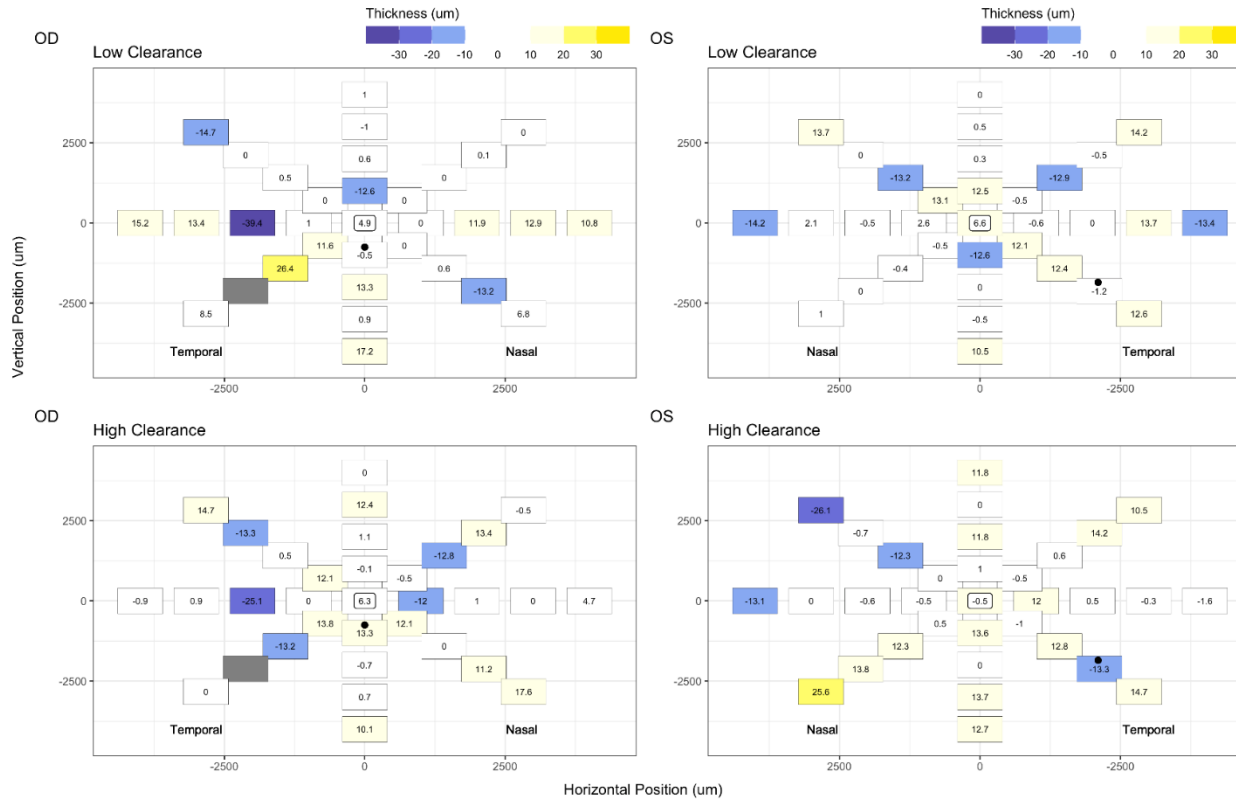 OD
Thickness (um)
-30 -20 -10 0 10 20 30
Low Clearance
OS
Thickness (um)
-30 -20 -10 0 10 20 30
Low Clearance
1
-14.7 -1 0
2500 0 0.6 0.1
0.5 -12.6 0
0 0
0 15.2 13.4 -39.4 1 4.9 0 11.9 12.9 10.8
11.6 -0.5 0
26.4 13.3 0.6
-2500 0.9 -13.2
8.5 17.2 6.8
Temporal Nasal
-2500 0 2500
0
13.7 0.5 14.2
2500 0 0.3 -0.5
-13.2 12.5 -12.9
13.1 -0.5
0 -14.2 2.1 -0.5 2.6 6.6 -0.6 0 13.7 -13.4
-0.5 -12.6 12.1
-0.4 0 12.4
-2500 0 -0.5 -1.2
1 10.5 12.6
Nasal Temporal
2500 0 -2500
Vertical Position (um)
OD
High Clearance
OS
High Clearance
0
14.7 12.4 -0.5
2500 -13.3 1.1 13.4
0.5 -0.1 -12.8
12.1 -0.5
0 -0.9 0.9 -25.1 0 6.3 -12 1 0 4.7
13.8 13.3 12.1
-13.2 -0.7 0
-2500 0.7 11.2
0 10.1 17.6
Temporal Nasal
-2500 0 2500
11.8
-26.1 0 10.5
2500 -0.7 11.8 14.2
-12.3 1 0.6
0 -0.5
0 -13.1 0 -0.6 -0.5 -0.5 12 0.5 -0.3 -1.6
0.5 13.6 -1
12.3 0 12.8
-2500 13.8 13.7 -13.3
25.6 12.7 14.7
Nasal Temporal
2500 0 -2500
Horizontal Position (um)